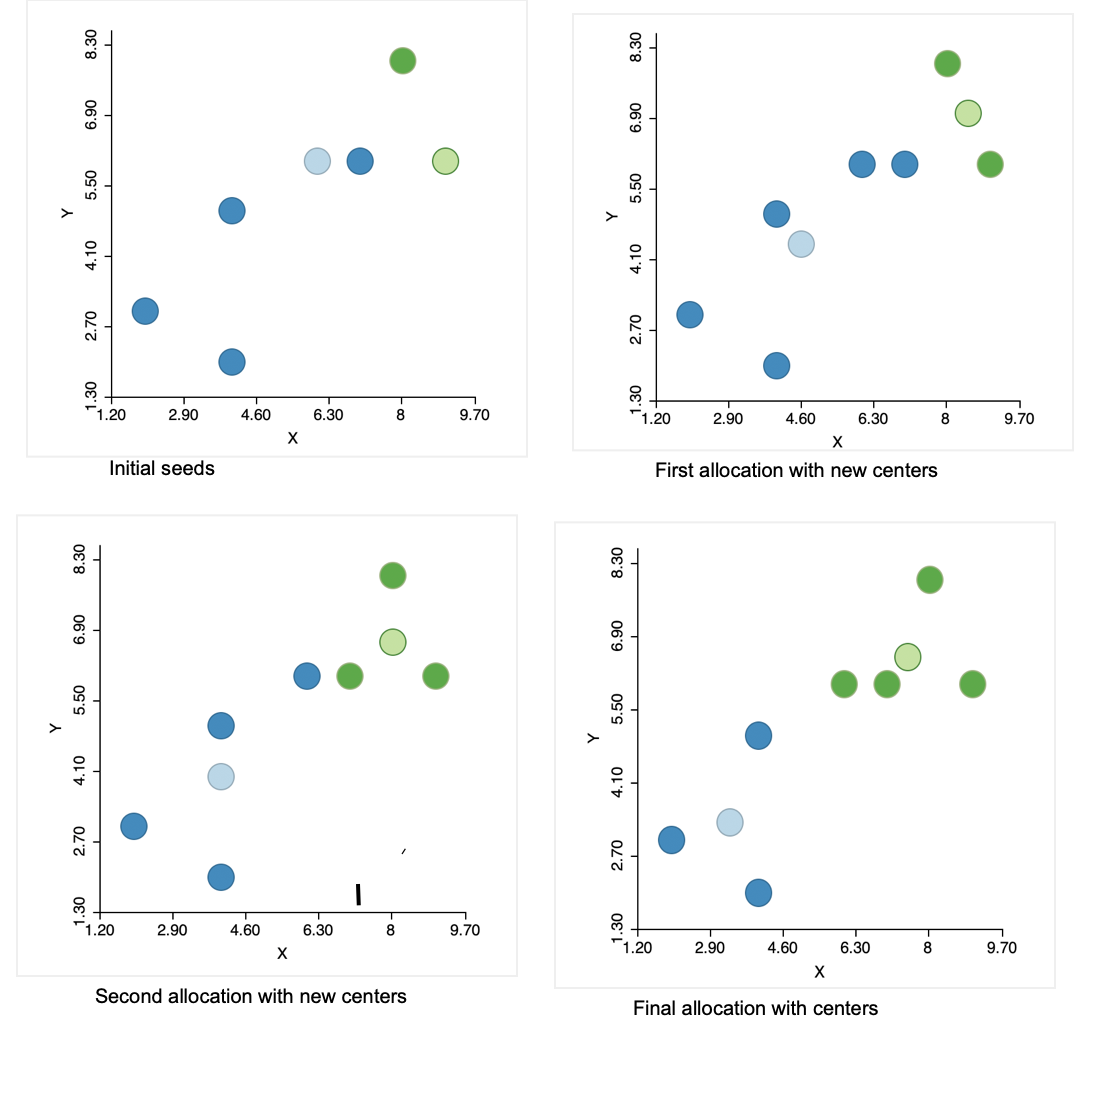 8.30
6.90
5.50
4.10
2.70
1.30
Y
1.20 2.90 4.60 6.30 8 9.70
X
Initial seeds
8.30
6.90
5.50
4.10
2.70
1.30
Y
1.20 2.90 4.60 6.30 8 9.70
X
First allocation with new centers
8.30
6.90
5.50
4.10
2.70
1.30
Y
1.20 2.90 4.60 6.30 8 9.70
X
Second allocation with new centers
8.30
6.90
5.50
4.10
2.70
1.30
Y
1.20 2.90 4.60 6.30 8 9.70
X
Final allocation with centers